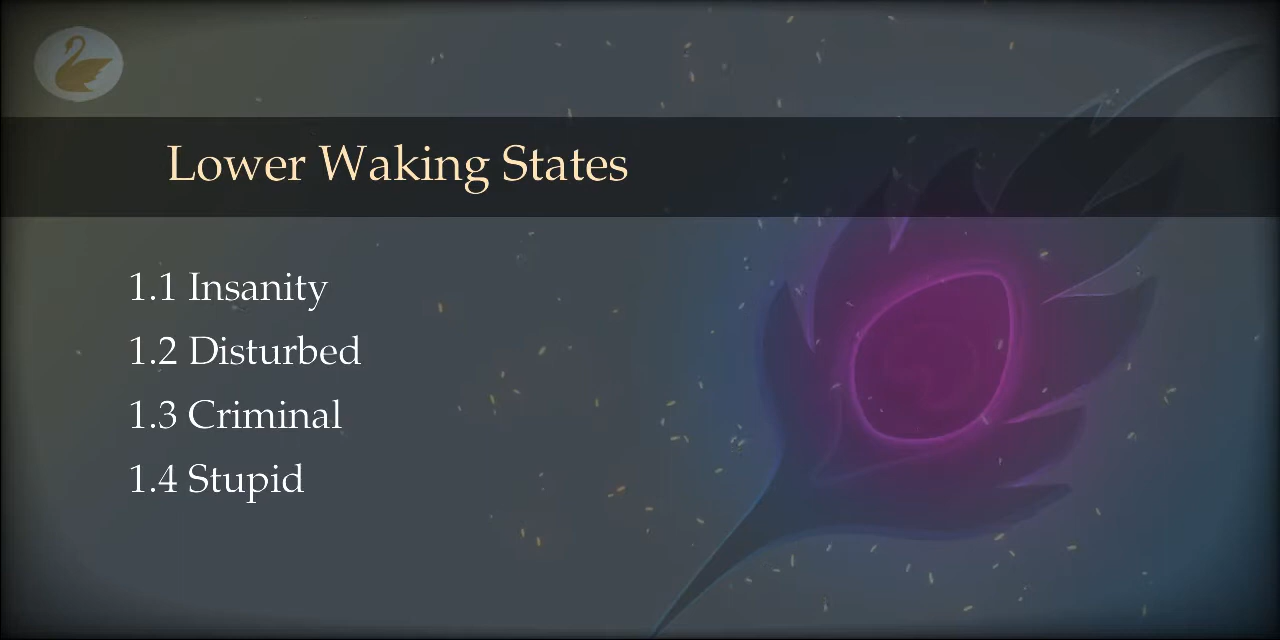 Lower Waking States
1.1 Insanity
1.2 Disturbed
1.3 Criminal
1.4 Stupid